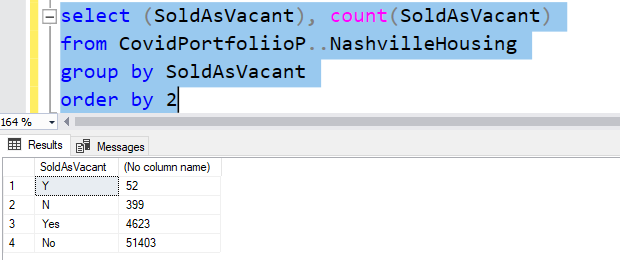 select (SoldAsVacant), count(SoldAsVacant)
from CovidPortfoliioP..NashvilleHousing
group by SoldAsVacant
order by 2
164 %
Results Messages
SoldAsVacant (No column name)
1 Y 52
2 N 399
3 Yes 4623
4 No 51403